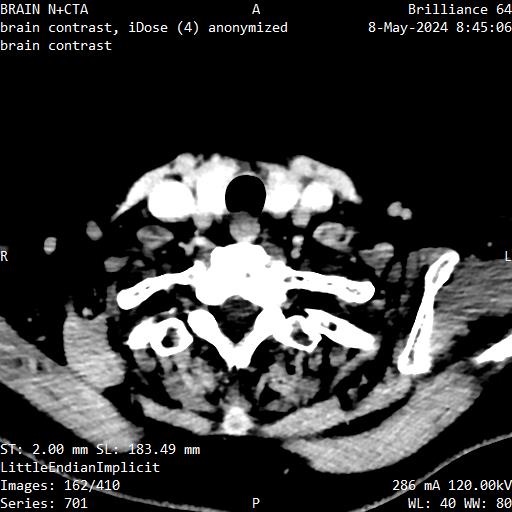 BRAIN N+CTA
A
Brilliance 64
brain contrast, iDose (4) anonymized
8-May-2024 8:45:06
brain contrast
R
L
ST: 2.00 mm SL: 183.49 mm
LittleEndianImplicit
Images: 162/410
286 mA 120.00kV
Series: 701
P
WL: 40 WW: 80